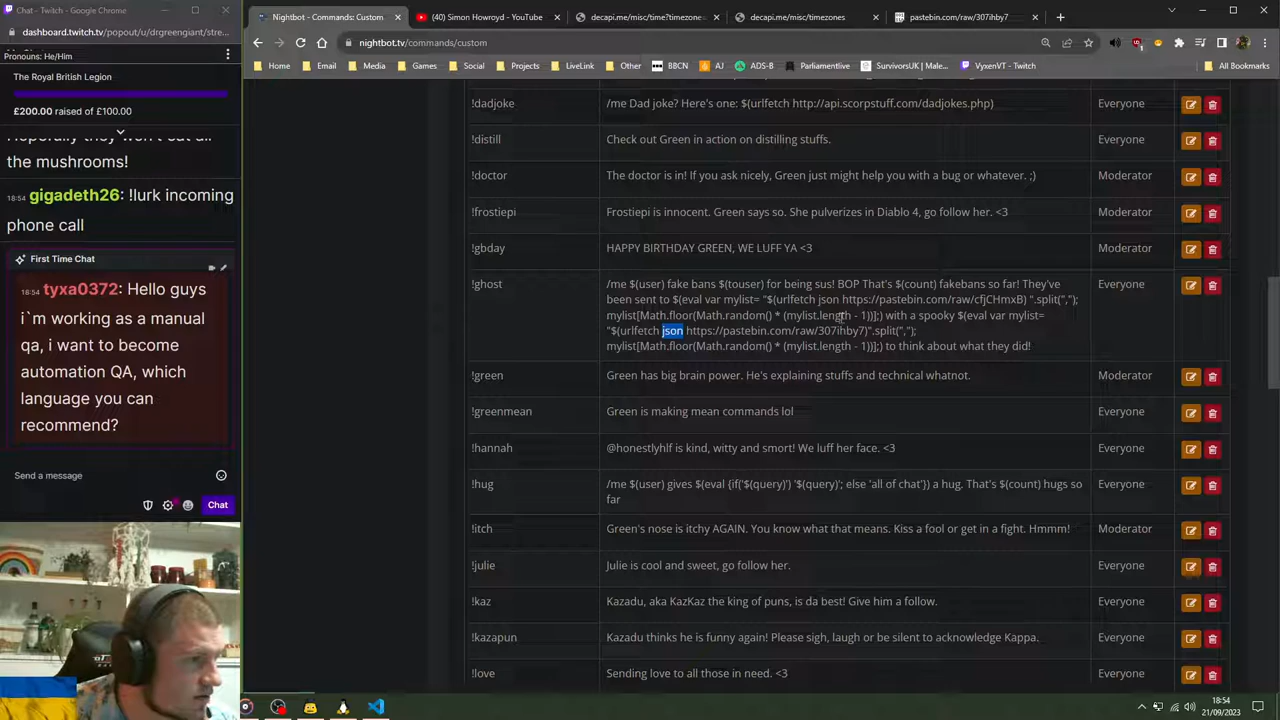 Chat - Twitch - Google Chrome
dashboard.twitch.tv/popout/u/drgreengiant/stre...
Pronouns: He/Him
The Royal British Legion
£200.00 raised of £100.00
the mushrooms!
18:54 gigadeth26: !lurk incoming
phone call
First Time Chat
18:54 tyxa0372: Hello guys
i`m working as a manual
qa, i want to become
automation QA, which
language you can
recommend?
Send a message
Chat
Nightbot - Commands: Custom
(40) Simon Howroyd - YouTube
decapi.me/misc/time?timezone=
decapi.me/misc/timezones
pastebin.com/raw/307ihby7
nightbot.tv/commands/custom
Home
Email
Media
Games
Social
Projects
LiveLink
Other
BBCN
AJ
ADS-B
Parliamentlive
SurvivorsUK | Male...
VyxenVT - Twitch
All Bookmarks
!dadjoke /me Dad joke? Here's one: $(urlfetch http://api.scorpstuff.com/dadjokes.php) Everyone
!distill Check out Green in action on distilling stuffs. Everyone
!doctor The doctor is in! If you ask nicely, Green just might help you with a bug or whatever. ;) Moderator
!frostiepi Frostiepi is innocent. Green says so. She pulverizes in Diablo 4, go follow her. <3 Moderator
!gbday HAPPY BIRTHDAY GREEN, WE LUFF YA <3 Moderator
!ghost /me $(user) fake bans $(touser) for being sus! BOP That's $(count) fakebans so far! They've Everyone
been sent to $(eval var mylist= "$(urlfetch json https://pastebin.com/raw/cfjCHmxB) ".split(",");
mylist[Math.floor(Math.random() * (mylist.length - 1))];) with a spooky $(eval var mylist=
"$(urlfetch json https://pastebin.com/raw/307ihby7)".split(",");
mylist[Math.floor(Math.random() * (mylist.length - 1))];) to think about what they did!
!green Green has big brain power. He's explaining stuffs and technical whatnot. Moderator
!greenmean Green is making mean commands lol Everyone
!hannah @honestlyhlf is kind, witty and smort! We luff her face. <3 Everyone
!hug /me $(user) gives $(eval {if('$(query)') '$(query)'; else 'all of chat'}) a hug. That's $(count) hugs so Everyone
far
!itch Green's nose is itchy AGAIN. You know what that means. Kiss a fool or get in a fight. Hmmm! Moderator
!julie Julie is cool and sweet, go follow her. Everyone
!kaz Kazadu, aka KazKaz the king of puns, is da best! Give him a follow. Everyone
!kazapun Kazadu thinks he is funny again! Please sigh, laugh or be silent to acknowledge Kappa. Everyone
!love Sending love to all those in need. <3 Everyone
18:54
21/09/2023